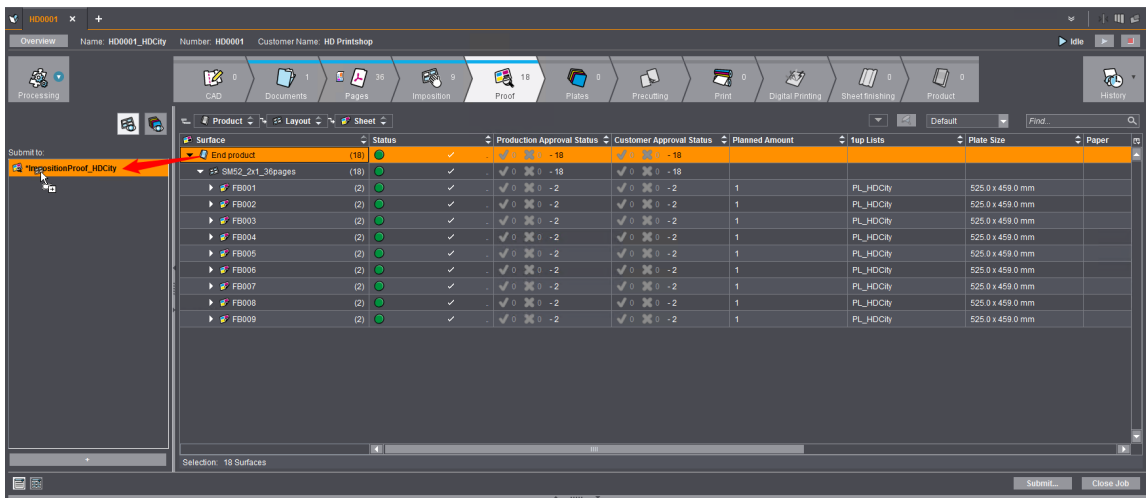 HD0001 × +
Overview Name: HD0001_HDCity Number: HD0001 Customer Name: HD Printshop Idle
Processing
CAD 0
Documents 1
Pages 36
Imposition 9
Proof 18
Plates 0
Precutting
Print 0
Digital Printing
Sheetfinishing 0
Product 0
History
Product Layout Sheet Default Find...
Submit to:
*ImpositionProof_HDCity
Surface Status Production Approval Status Customer Approval Status Planned Amount 1up Lists Plate Size Paper
End product (18) 0 0 - 18 0 0 - 18
SM52_2x1_36pages (18) 0 0 - 18 0 0 - 18
FB001 (2) 0 0 - 2 0 0 - 2 1 PL_HDCity 525.0 x 459.0 mm
FB002 (2) 0 0 - 2 0 0 - 2 1 PL_HDCity 525.0 x 459.0 mm
FB003 (2) 0 0 - 2 0 0 - 2 1 PL_HDCity 525.0 x 459.0 mm
FB004 (2) 0 0 - 2 0 0 - 2 1 PL_HDCity 525.0 x 459.0 mm
FB005 (2) 0 0 - 2 0 0 - 2 1 PL_HDCity 525.0 x 459.0 mm
FB006 (2) 0 0 - 2 0 0 - 2 1 PL_HDCity 525.0 x 459.0 mm
FB007 (2) 0 0 - 2 0 0 - 2 1 PL_HDCity 525.0 x 459.0 mm
FB008 (2) 0 0 - 2 0 0 - 2 1 PL_HDCity 525.0 x 459.0 mm
FB009 (2) 0 0 - 2 0 0 - 2 1 PL_HDCity 525.0 x 459.0 mm
Selection: 18 Surfaces
Submit... Close Job